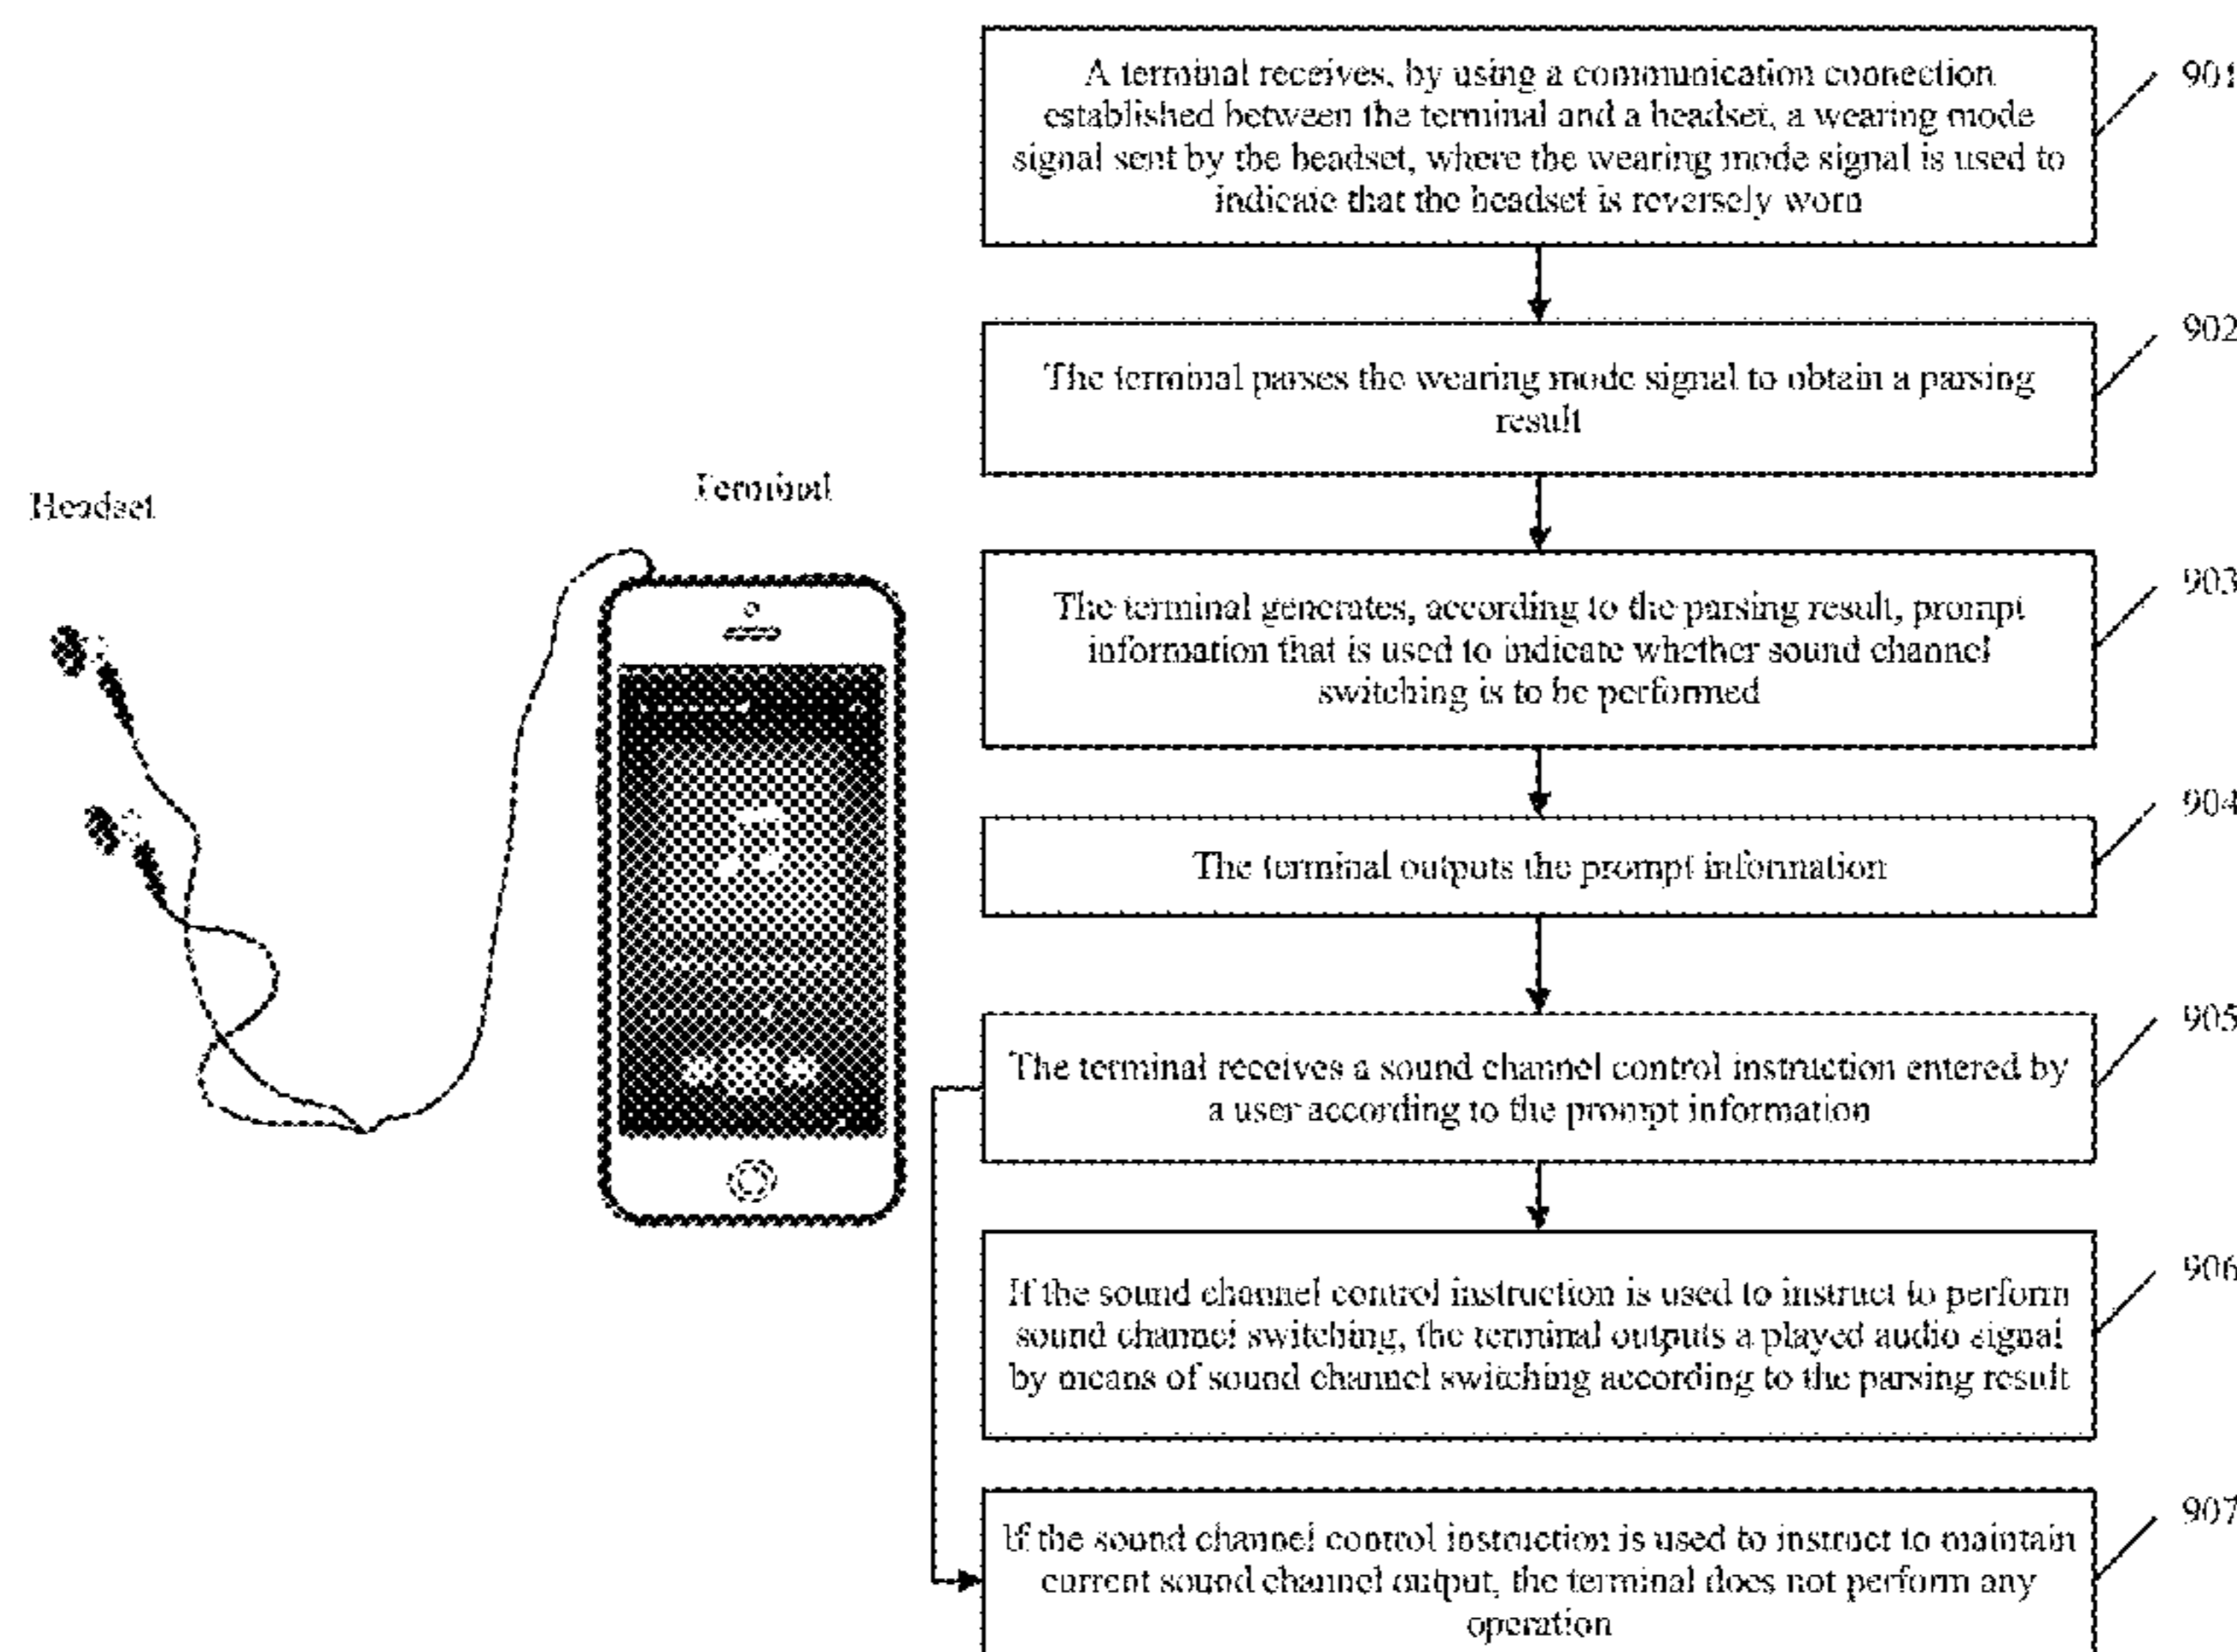 A terminal receives, by using a communication connection
established between the terminal and a headset, a wearing mode
signal sent by the headset, where the wearing mode signal is used to
indicate that the headset is reversely worn
901
The terminal parses the wearing mode signal to obtain a parsing
result
902
Headset
Terminal
The terminal generates, according to the parsing result, prompt
information that is used to indicate whether sound channel
switching is to be performed
903
The terminal outputs the prompt information
904
The terminal receives a sound channel control instruction entered by
a user according to the prompt information
905
If the sound channel control instruction is used to instruct to perform
sound channel switching, the terminal outputs a played audio signal
by means of sound channel switching according to the parsing result
906
If the sound channel control instruction is used to instruct to maintain
current sound channel output, the terminal does not perform any
operation
907